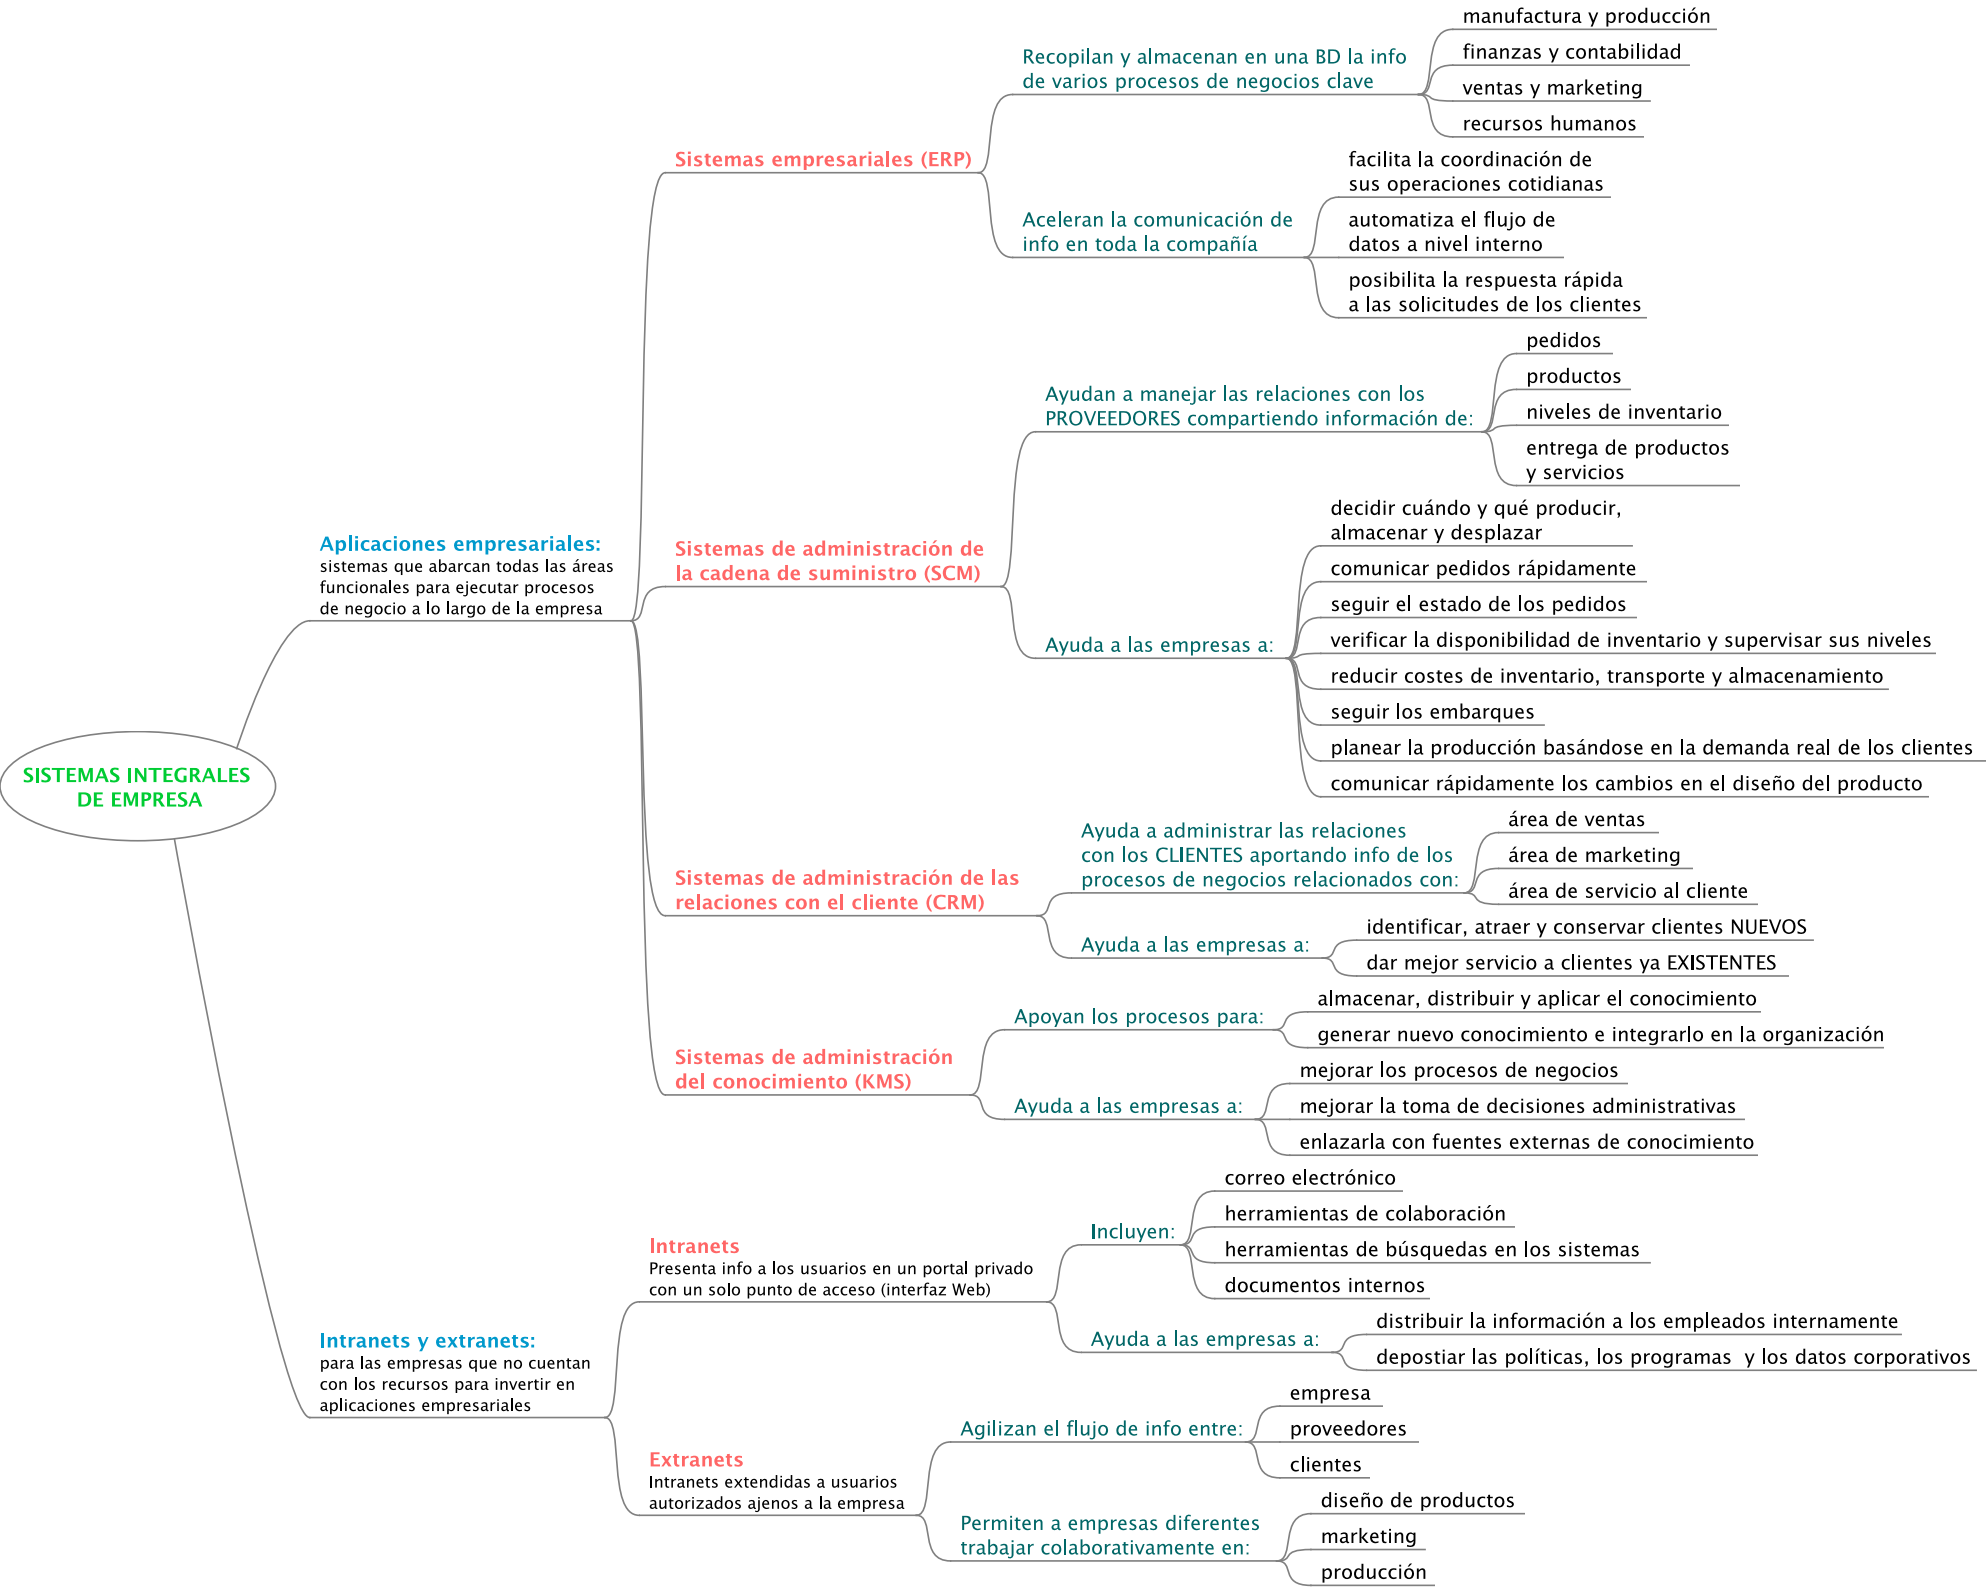 SISTEMAS INTEGRALES
DE EMPRESA
Aplicaciones empresariales:
sistemas que abarcan todas las áreas
funcionales para ejecutar procesos
de negocio a lo largo de la empresa
Sistemas empresariales (ERP)
Recopilan y almacenan en una BD la info
de varios procesos de negocios clave
manufactura y producción
finanzas y contabilidad
ventas y marketing
recursos humanos
Aceleran la comunicación de
info en toda la compañía
facilita la coordinación de
sus operaciones cotidianas
automatiza el flujo de
datos a nivel interno
posibilita la respuesta rápida
a las solicitudes de los clientes
Sistemas de administración de
la cadena de suministro (SCM)
Ayudan a manejar las relaciones con los
PROVEEDORES compartiendo información de:
pedidos
productos
niveles de inventario
entrega de productos
y servicios
Ayuda a las empresas a:
decidir cuándo y qué producir,
almacenar y desplazar
comunicar pedidos rápidamente
seguir el estado de los pedidos
verificar la disponibilidad de inventario y supervisar sus niveles
reducir costes de inventario, transporte y almacenamiento
seguir los embarques
planear la producción basándose en la demanda real de los clientes
comunicar rápidamente los cambios en el diseño del producto
Sistemas de administración de las
relaciones con el cliente (CRM)
Ayuda a administrar las relaciones
con los CLIENTES aportando info de los
procesos de negocios relacionados con:
área de ventas
área de marketing
área de servicio al cliente
Ayuda a las empresas a:
identificar, atraer y conservar clientes NUEVOS
dar mejor servicio a clientes ya EXISTENTES
Sistemas de administración
del conocimiento (KMS)
Apoyan los procesos para:
almacenar, distribuir y aplicar el conocimiento
generar nuevo conocimiento e integrarlo en la organización
Ayuda a las empresas a:
mejorar los procesos de negocios
mejorar la toma de decisiones administrativas
enlazarla con fuentes externas de conocimiento
Intranets y extranets:
para las empresas que no cuentan
con los recursos para invertir en
aplicaciones empresariales
Intranets
Presenta info a los usuarios en un portal privado
con un solo punto de acceso (interfaz Web)
Incluyen:
correo electrónico
herramientas de colaboración
herramientas de búsquedas en los sistemas
documentos internos
Ayuda a las empresas a:
distribuir la información a los empleados internamente
depostiar las políticas, los programas y los datos corporativos
Extranets
Intranets extendidas a usuarios
autorizados ajenos a la empresa
Agilizan el flujo de info entre:
empresa
proveedores
clientes
Permiten a empresas diferentes
trabajar colaborativamente en:
diseño de productos
marketing
producción